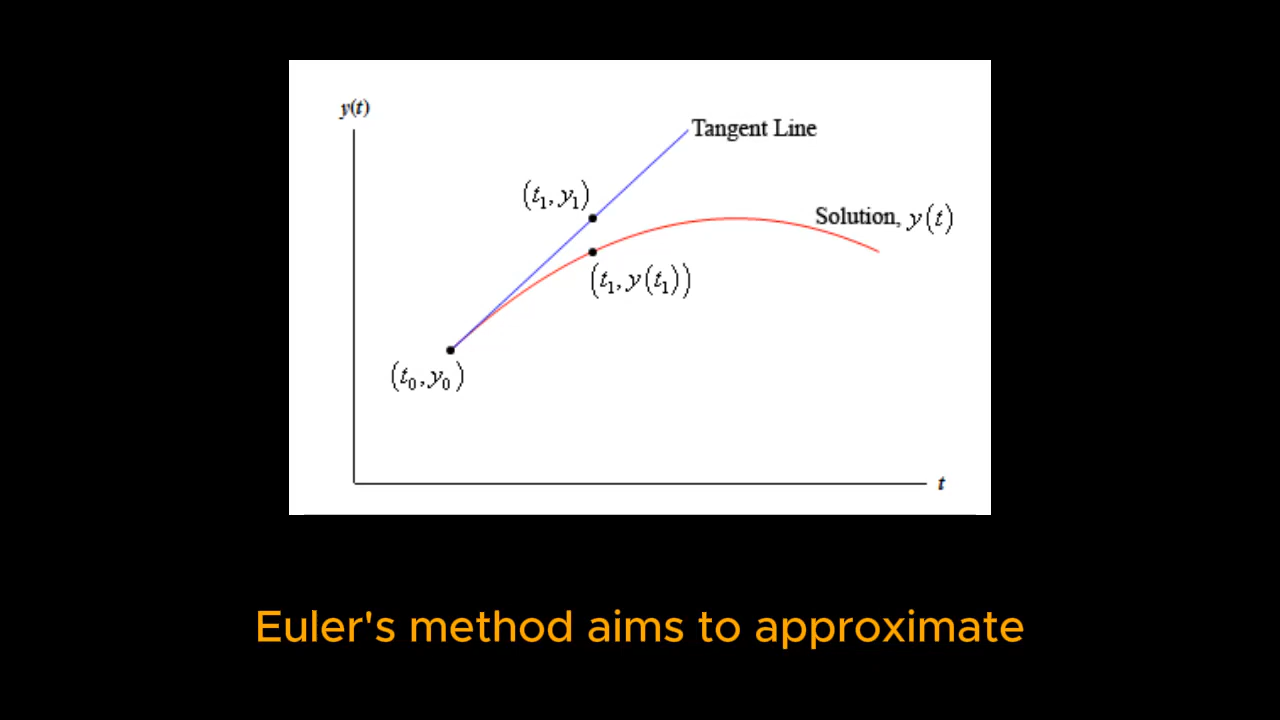 y(t)
Tangent Line
(t₁, y₁)
Solution, y(t)
(t₁, y(t₁))
(t₀, y₀)
t
Euler's method aims to approximate